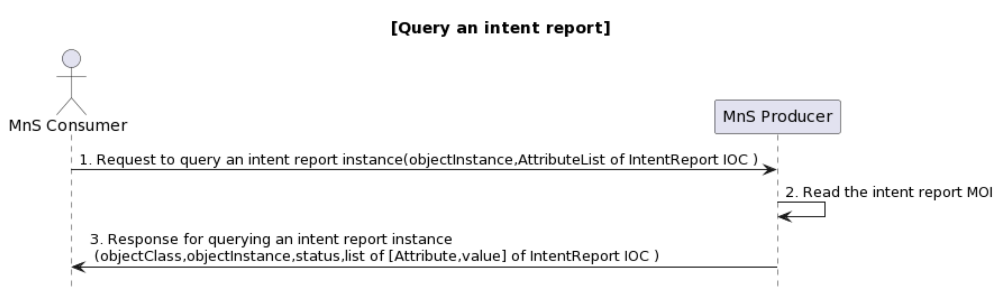 [Query an intent report]
MnS Consumer
MnS Producer
1. Request to query an intent report instance(objectInstance,AttributeList of IntentReport IOC )
2. Read the intent report MOI
3. Response for querying an intent report instance
(objectClass,objectInstance,status,list of [Attribute,value] of IntentReport IOC )